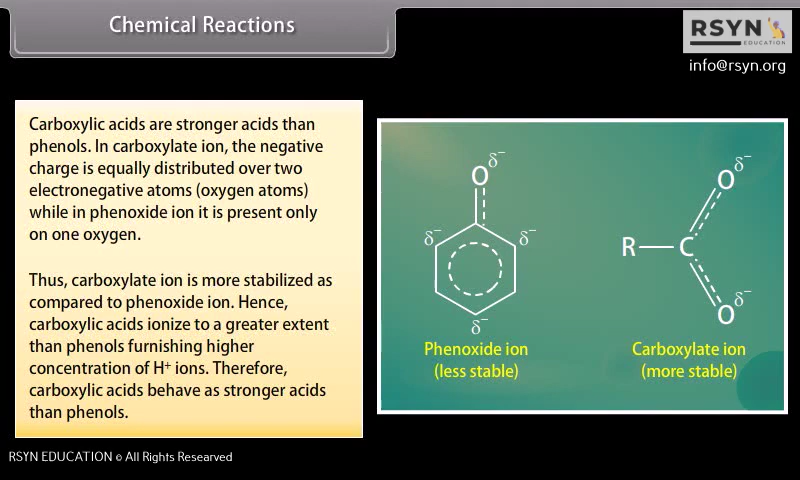 Chemical Reactions
RSYN
EDUCATION
info@rsyn.org
Carboxylic acids are stronger acids than
phenols. In carboxylate ion, the negative
charge is equally distributed over two
electronegative atoms (oxygen atoms)
while in phenoxide ion it is present only
on one oxygen.
Thus, carboxylate ion is more stabilized as
compared to phenoxide ion. Hence,
carboxylic acids ionize to a greater extent
than phenols furnishing higher
concentration of H⁺ ions. Therefore,
carboxylic acids behave as stronger acids
than phenols.
O δ⁻
δ⁻ δ⁻
δ⁻
Phenoxide ion
(less stable)
O δ⁻
R C
O δ⁻
Carboxylate ion
(more stable)
RSYN EDUCATION © All Rights Researved